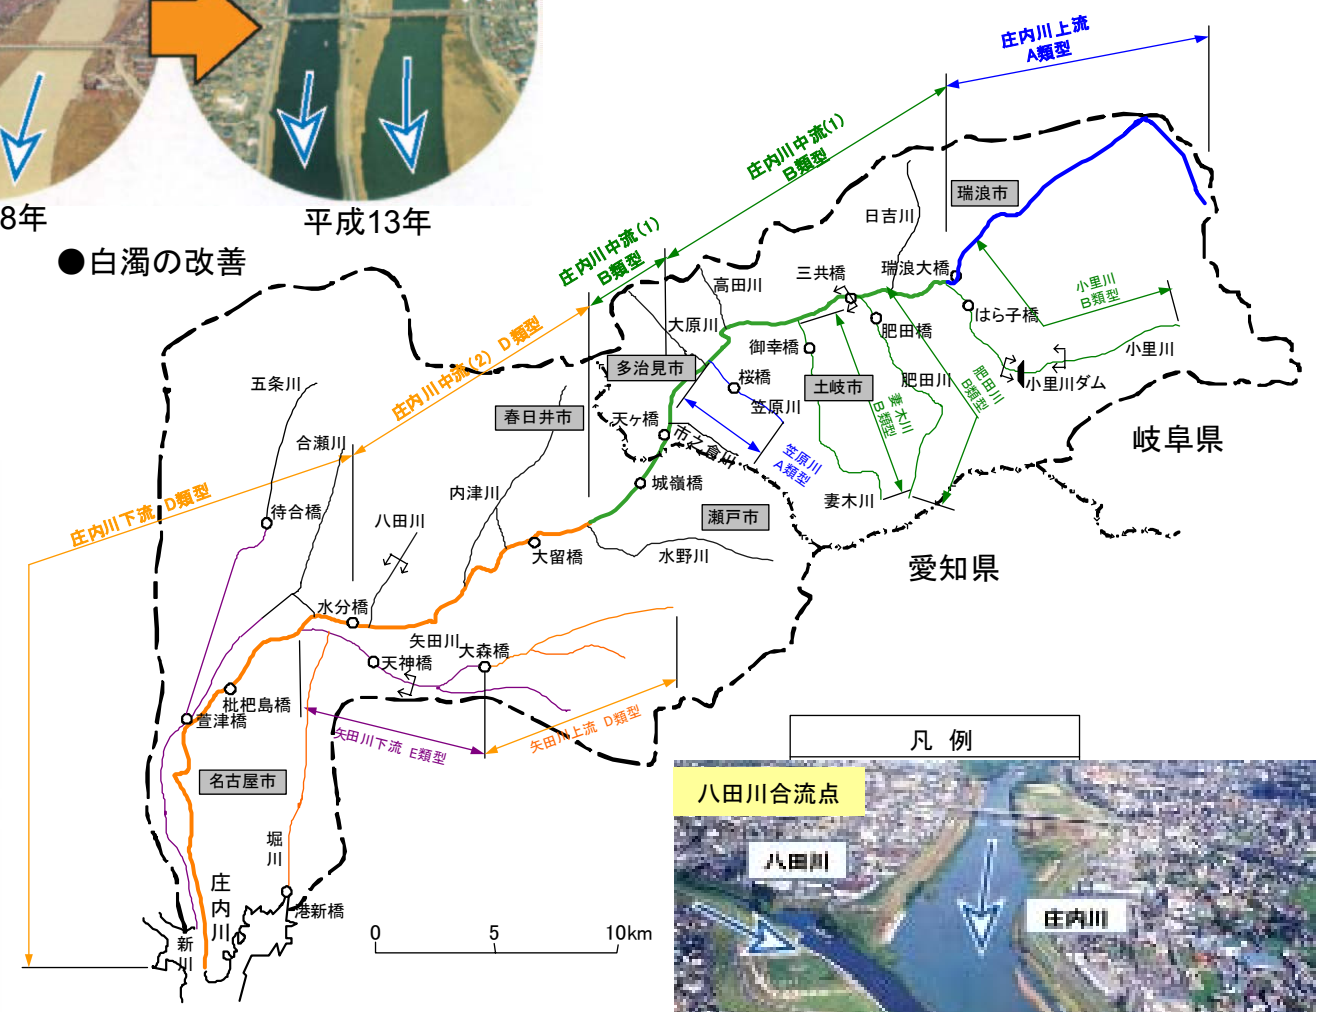 8年
平成13年
●白濁の改善
庄内川上流
A類型
庄内川中流(1)
B類型
庄内川中流(1)
B類型
庄内川中流(2) D類型
庄内川下流 D類型
瑞浪市
日吉川
瑞浪大橋
三共橋
高田川
大原川
はら子橋
小里川
B類型
小里川
小里川ダム
肥田橋
御幸橋
多治見市
桜橋
土岐市
肥田川
肥田川
B類型
妻木川
B類型
笠原川
笠原川
A類型
妻木川
天ヶ橋
市之倉川
城嶺橋
春日井市
五条川
合瀬川
内津川
八田川
待合橋
瀬戸市
大留橋
水野川
岐阜県
愛知県
水分橋
矢田川
大森橋
天神橋
枇杷島橋
萱津橋
矢田川下流 E類型
矢田川上流 D類型
名古屋市
堀川
庄内川
新川
港新橋
0 5 10km
凡 例
八田川合流点
八田川
庄内川